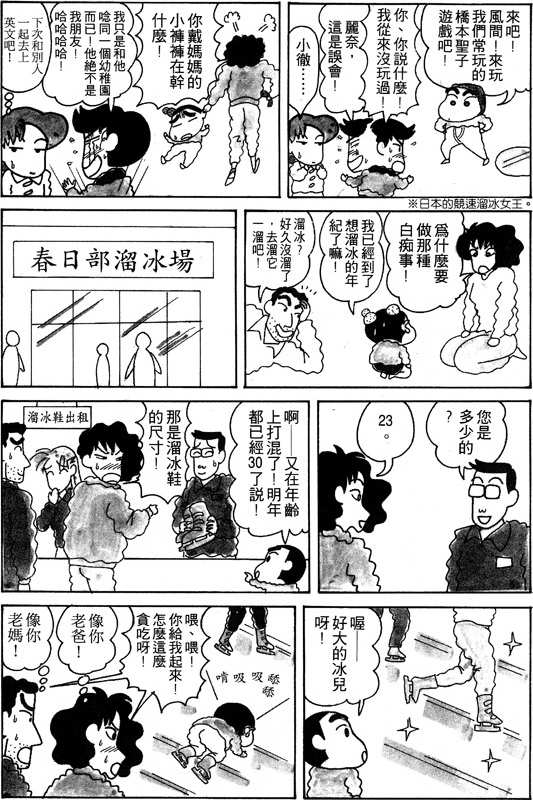 來吧！
風間！來玩
我們常玩的
橋本聖子
遊戲吧！
你、你說什麼！
我從來沒玩過！
麗奈，
這是誤會！
小徹………
※日本的競速溜冰女王。
你戴媽媽的
小褲褲在幹
什麼！
我只是和他
唸同一個幼稚園
而已！他絕不是
我朋友！
哈哈哈哈！
下次和別人
一起去上
英文吧！
為什麼要
做那種
白痴事！
我已經到了
想溜冰的年
紀了嘛！
溜冰？
好久沒溜了
，去溜它
一溜吧！
春日部溜冰場
您是
多少的
？
23。
啊──又在年齡
上打混了！明年
都已經30了說！
那是溜冰鞋
的尺寸！
溜冰鞋出租
喔──
好大的冰兒
呀！
喂、喂！
你給我起來！
怎麼這麼
貪吃呀！
唷吸吸舔
舔
像你
老爸！
像你
老媽！